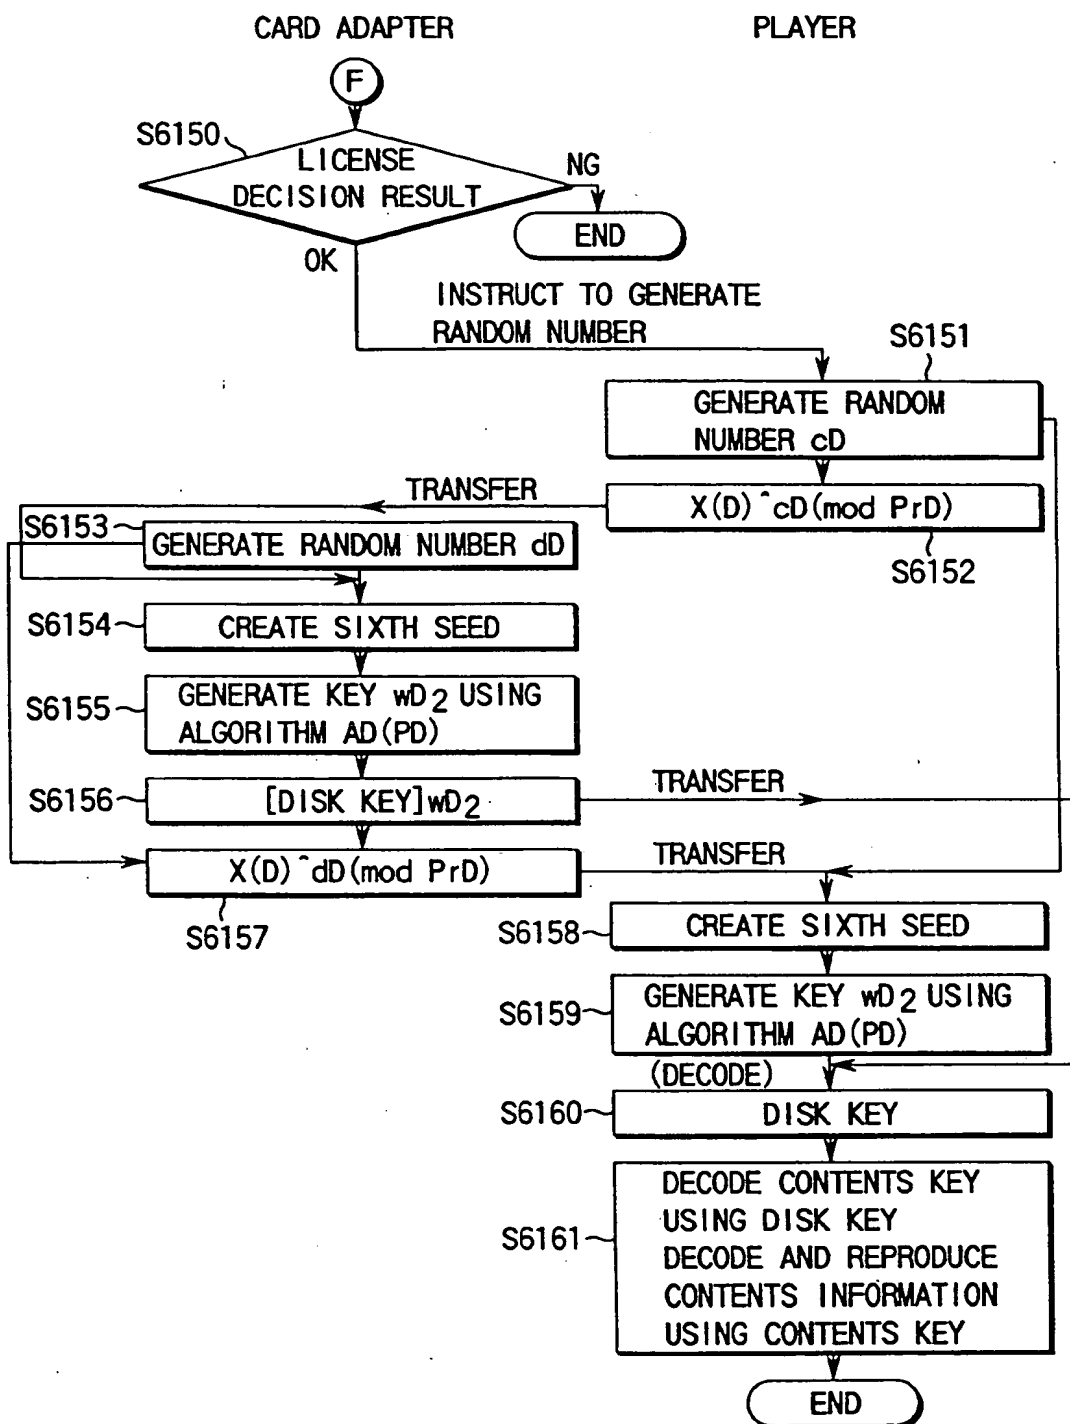 CARD ADAPTER
PLAYER
F
S6150
LICENSE
DECISION RESULT
NG
END
OK
INSTRUCT TO GENERATE
RANDOM NUMBER
S6151
GENERATE RANDOM
NUMBER cD
TRANSFER
X(D)^cD(mod PrD)
S6152
S6153
GENERATE RANDOM NUMBER dD
S6154
CREATE SIXTH SEED
S6155
GENERATE KEY wD2 USING
ALGORITHM AD(PD)
S6156
[DISK KEY]wD2
TRANSFER
X(D)^dD(mod PrD)
TRANSFER
S6157
S6158
CREATE SIXTH SEED
S6159
GENERATE KEY wD2 USING
ALGORITHM AD(PD)
(DECODE)
S6160
DISK KEY
S6161
DECODE CONTENTS KEY
USING DISK KEY
DECODE AND REPRODUCE
CONTENTS INFORMATION
USING CONTENTS KEY
END